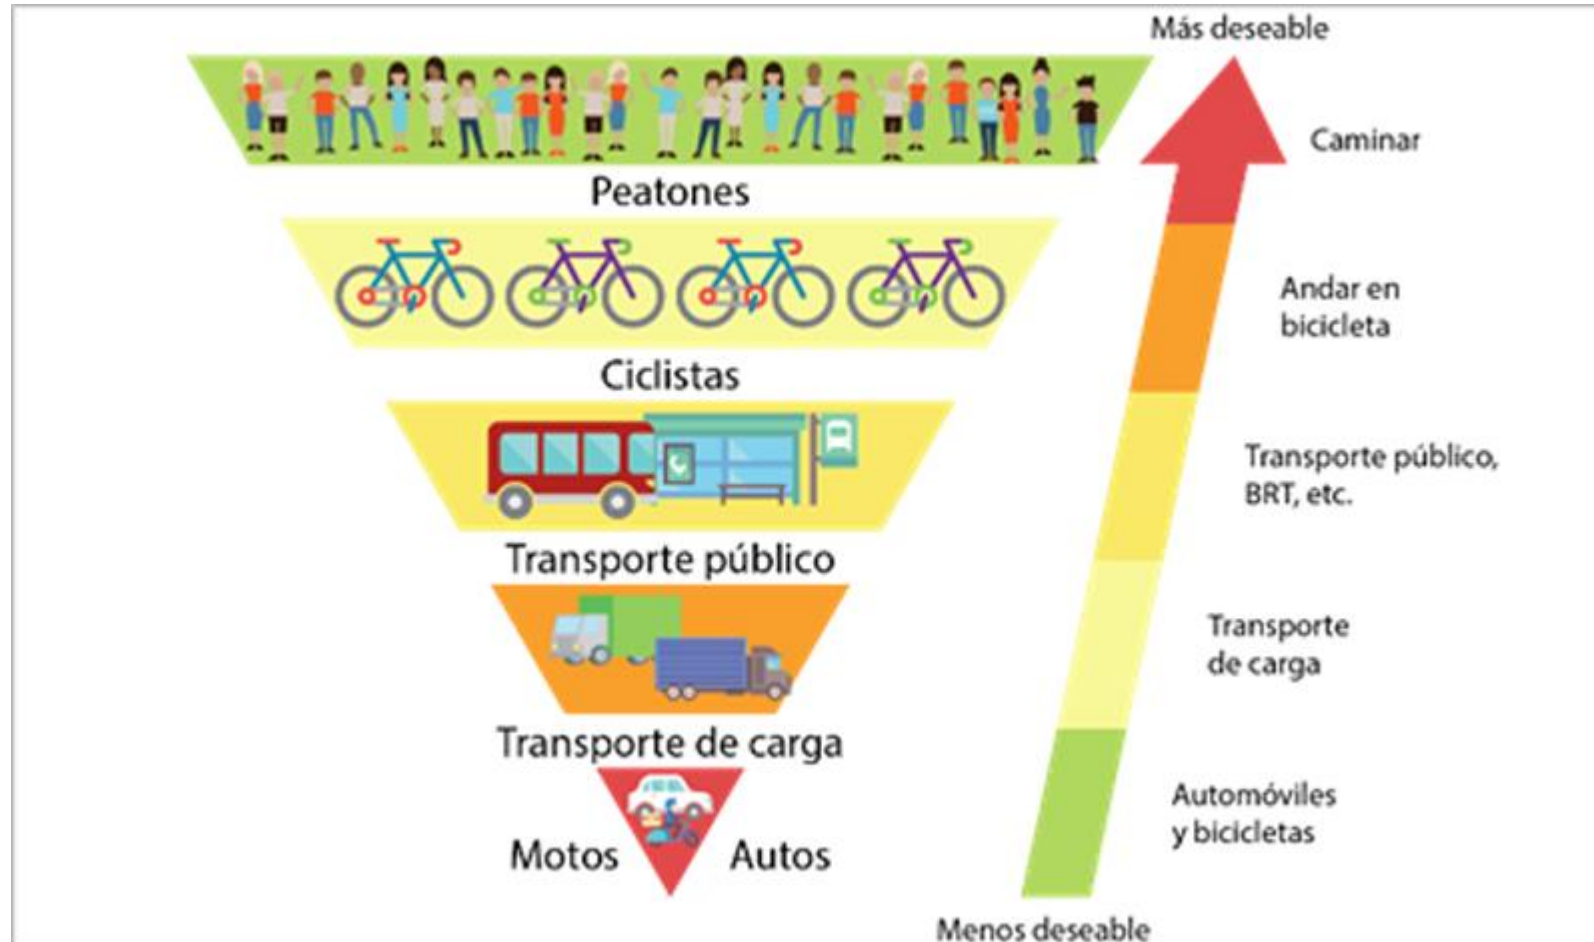 Más deseable
Caminar
Peatones
Andar en
bicicleta
Ciclistas
Transporte público,
BRT, etc.
Transporte público
Transporte
de carga
Transporte de carga
Automóviles
y bicicletas
Motos
Autos
Menos deseable